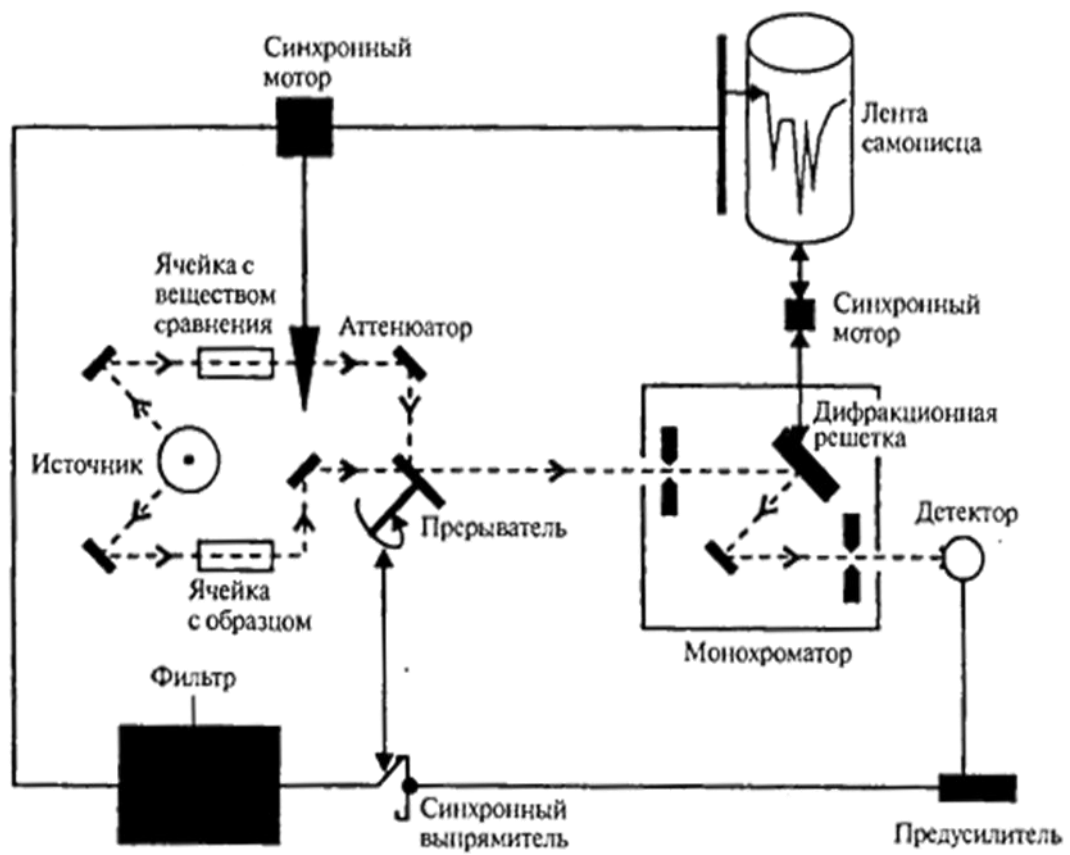 Синхронный
мотор
Лента
самописца
Ячейка с
веществом
сравнения
Аттенюатор
Синхронный
мотор
Дифракционная
решетка
Источник
Прерыватель
Детектор
Ячейка
с образцом
Монохроматор
Фильтр
Синхронный
выпрямитель
Предусилитель